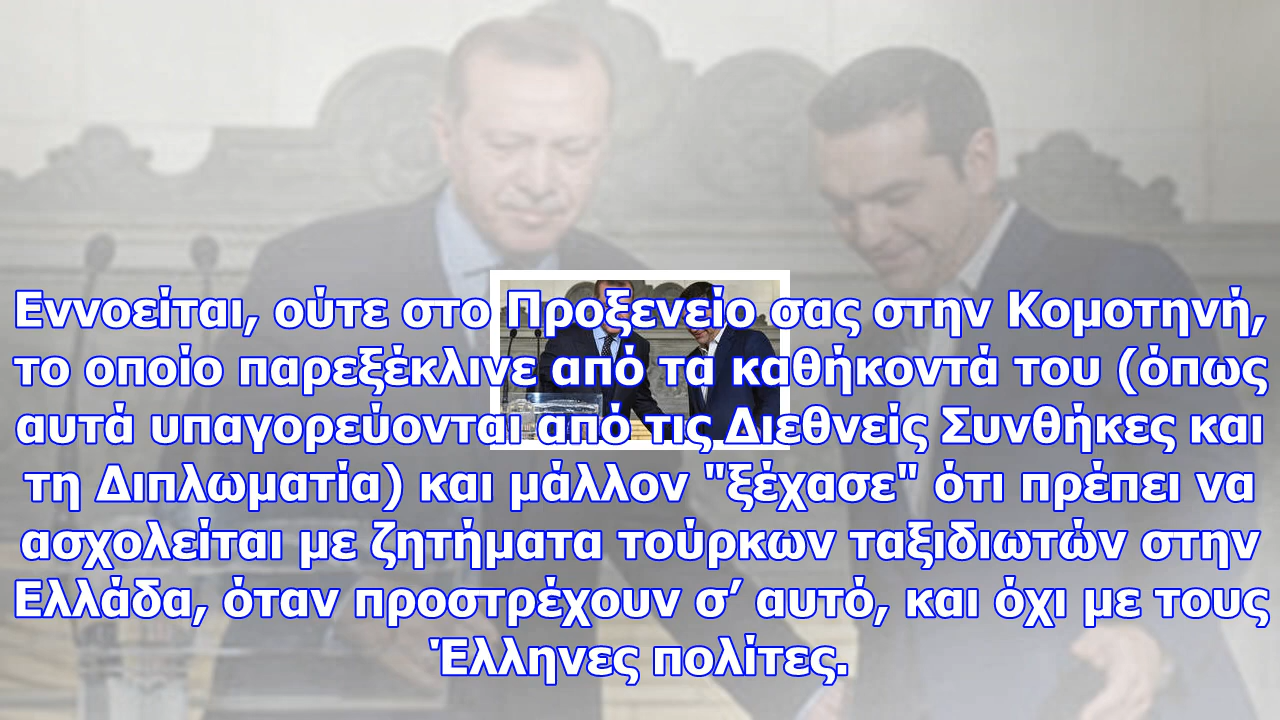 Εννοείται, ούτε στο Προξενείο σας στην Κομοτηνή,
το οποίο παρεξέκλινε από τα καθήκοντά του (όπως
αυτά υπαγορεύονται από τις Διεθνείς Συνθήκες και
τη Διπλωματία) και μάλλον "ξέχασε" ότι πρέπει να
ασχολείται με ζητήματα τούρκων ταξιδιωτών στην
Ελλάδα, όταν προστρέχουν σ’ αυτό, και όχι με τους
Έλληνες πολίτες.